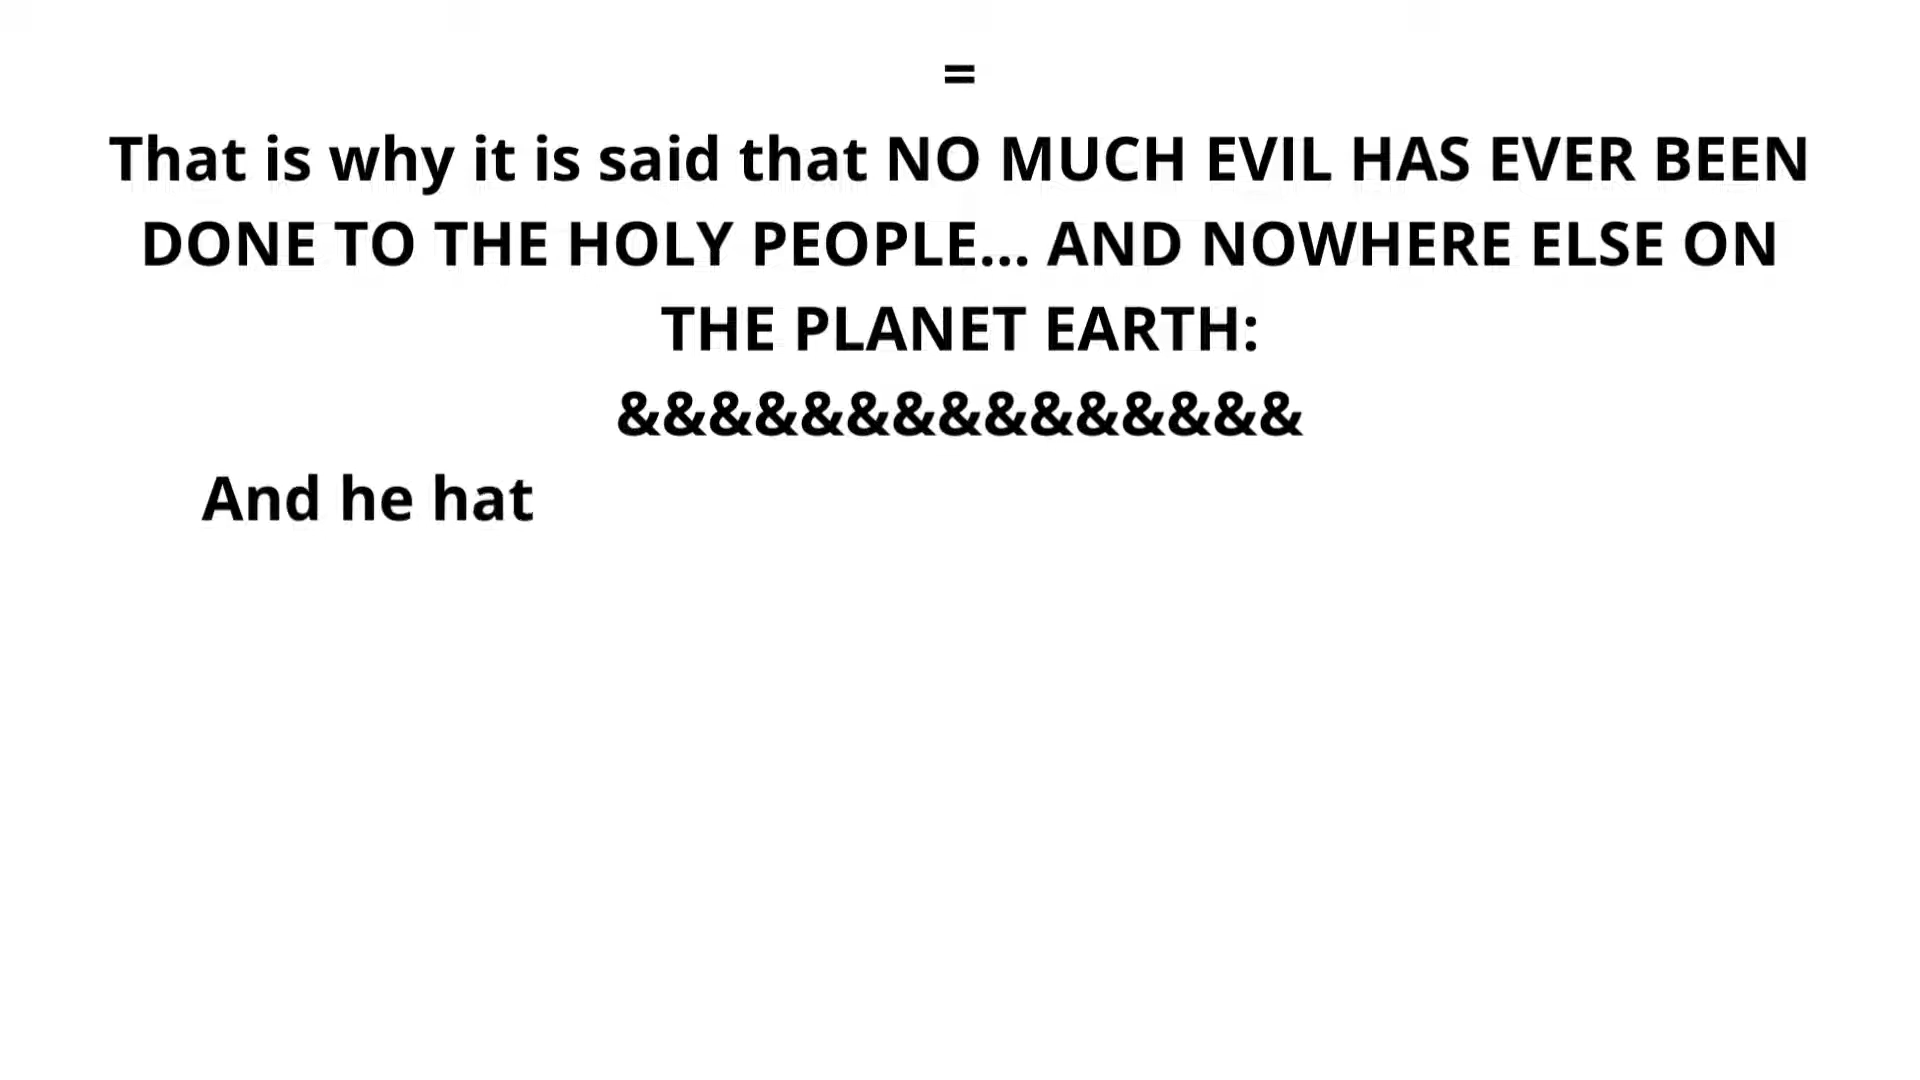 =
That is why it is said that NO MUCH EVIL HAS EVER BEEN
DONE TO THE HOLY PEOPLE... AND NOWHERE ELSE ON
THE PLANET EARTH:
&&&&&&&&&&&&&&&
And he hat